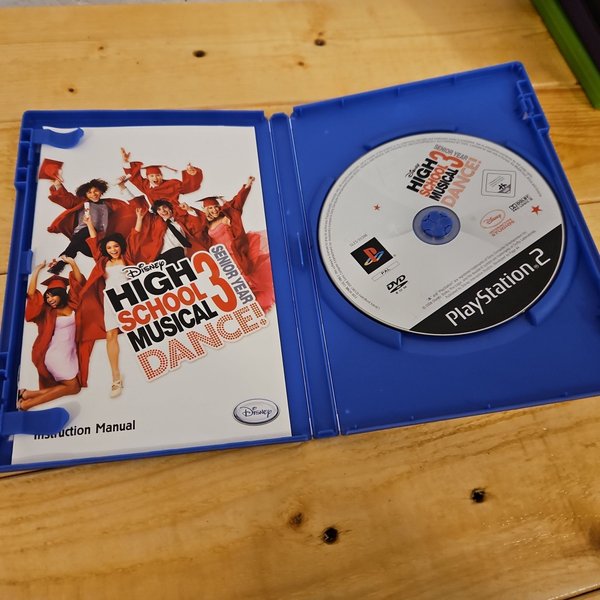 Disney
HIGH
SCHOOL
MUSICAL 3
SENIOR YEAR
DANCE!
Disney
Instruction Manual
Disney
HIGH
SCHOOL
MUSICAL 3
SENIOR YEAR
DANCE!
Disney
PAL
DVD
PlayStation 2